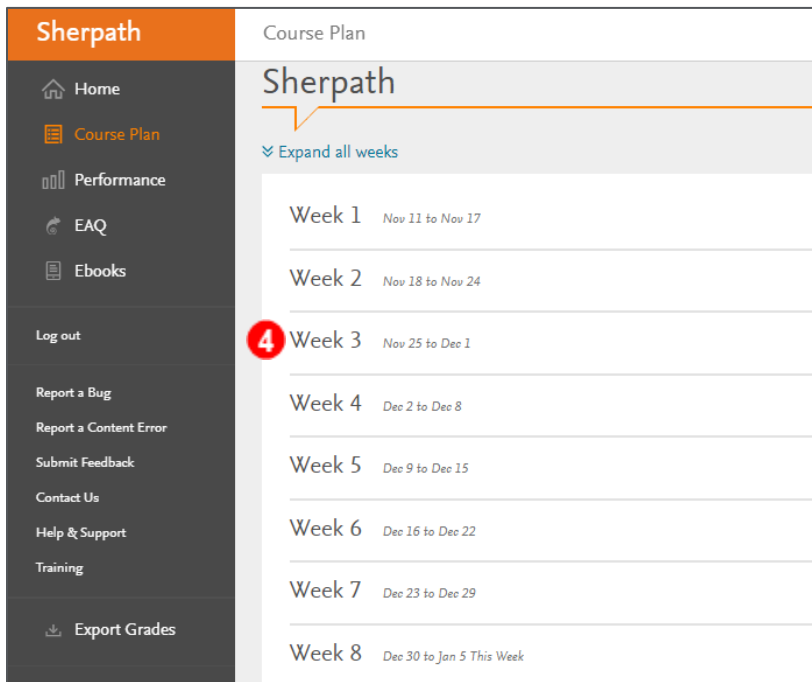 Sherpath
Home
Course Plan
Performance
EAQ
Ebooks
Log out
Report a Bug
Report a Content Error
Submit Feedback
Contact Us
Help & Support
Training
Export Grades
Course Plan
Sherpath
Expand all weeks
Week 1 Nov 11 to Nov 17
Week 2 Nov 18 to Nov 24
4 Week 3 Nov 25 to Dec 1
Week 4 Dec 2 to Dec 8
Week 5 Dec 9 to Dec 15
Week 6 Dec 16 to Dec 22
Week 7 Dec 23 to Dec 29
Week 8 Dec 30 to Jan 5 This Week